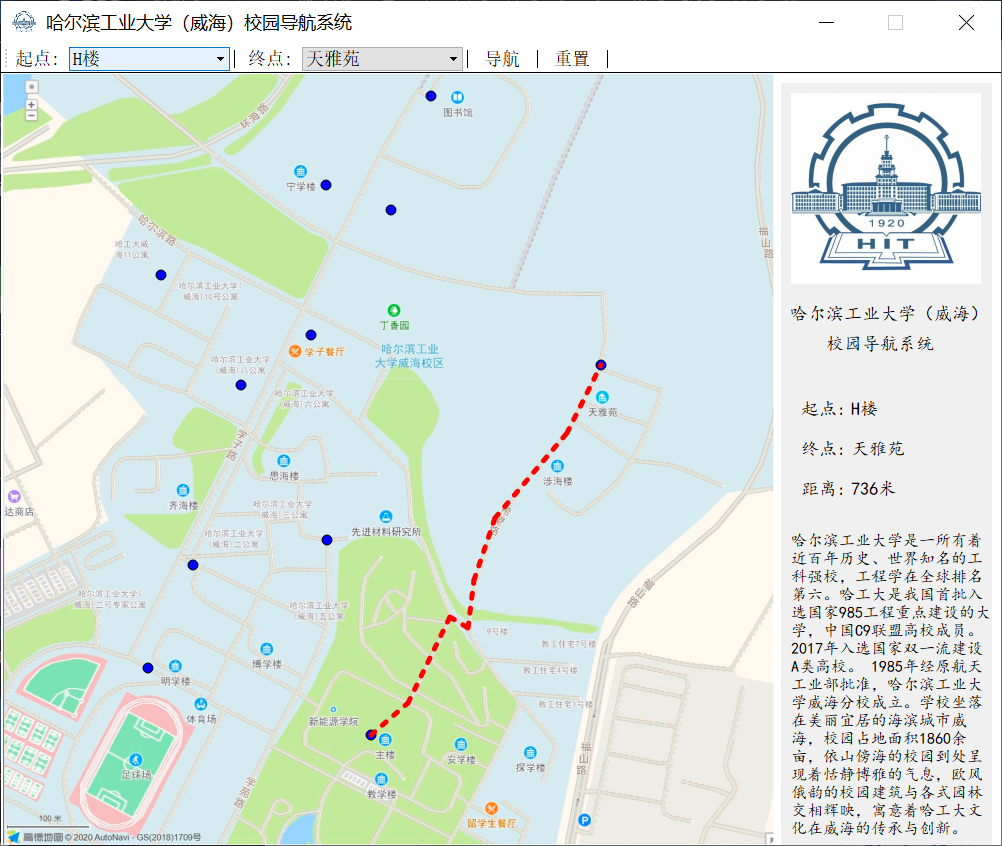 哈尔滨工业大学（威海）校园导航系统
起点: H楼 | 终点: 天雅苑 | 导航 | 重置 |
环海路
图书馆
宁学楼
哈尔滨路
福山路
哈工大威
海11公寓
哈尔滨工业大学(
威海)10号公寓
丁香园
学子餐厅
哈尔滨工业
大学威海校区
哈尔滨工业大学
(威海)八公寓
哈尔滨工业大学
威海)六公寓
天雅苑
学子路
思海楼
涉海楼
齐海楼
达商店
哈尔滨工业大学
(威海)三公寓
先进材料研究所
哈尔滨工业大学
(威海)二公寓
哈尔滨工业大学(
威海)二号专家公寓
哈尔滨工业大学
(威海)五公寓
福山路
9号楼
教工住宅7号楼
博学楼
教工住宅4号楼
明学楼
教工住宅1号楼
体育场
新能源学院
主楼
安学楼
探学楼
福山路
足球场
教学楼
学苑路
留学生餐厅
P
100 米
高德地图 © 2020 AutoNavi - GS(2018)1709号
1920
HIT
哈尔滨工业大学（威海）
校园导航系统
起点: H楼
终点: 天雅苑
距离: 736米
哈尔滨工业大学是一所有着
近百年历史、世界知名的工
科强校，工程学在全球排名
第六。哈工大是我国首批入
选国家985工程重点建设的大
学，中国C9联盟高校成员。
2017年入选国家双一流建设
A类高校。 1985年经原航天
工业部批准，哈尔滨工业大
学威海分校成立。学校坐落
在美丽宜居的海滨城市威
海，校园占地面积1860余
亩，依山傍海的校园到处呈
现着恬静博雅的气息，欧风
俄韵的校园建筑与各式园林
交相辉映，寓意着哈工大文
化在威海的传承与创新。